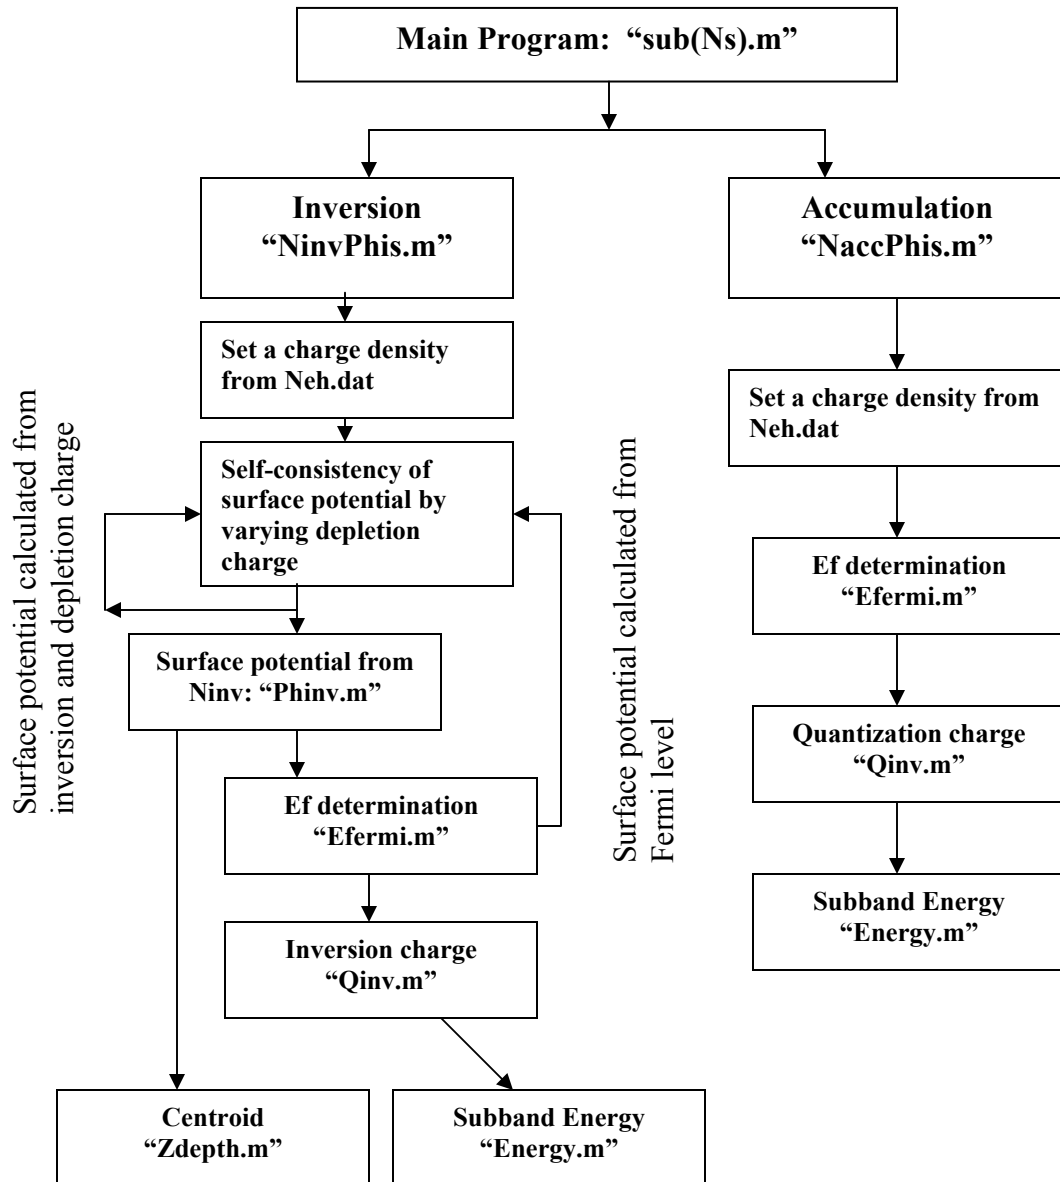 Main Program: “sub(Ns).m”
Inversion
“NinvPhis.m”
Set a charge density
from Neh.dat
Self-consistency of
surface potential by
varying depletion
charge
Surface potential calculated from
inversion and depletion charge
Surface potential from
Ninv: “Phinv.m”
Ef determination
“Efermi.m”
Surface potential calculated from
Fermi level
Inversion charge
“Qinv.m”
Centroid
“Zdepth.m”
Subband Energy
“Energy.m”
Accumulation
“NaccPhis.m”
Set a charge density from
Neh.dat
Ef determination
“Efermi.m”
Quantization charge
“Qinv.m”
Subband Energy
“Energy.m”